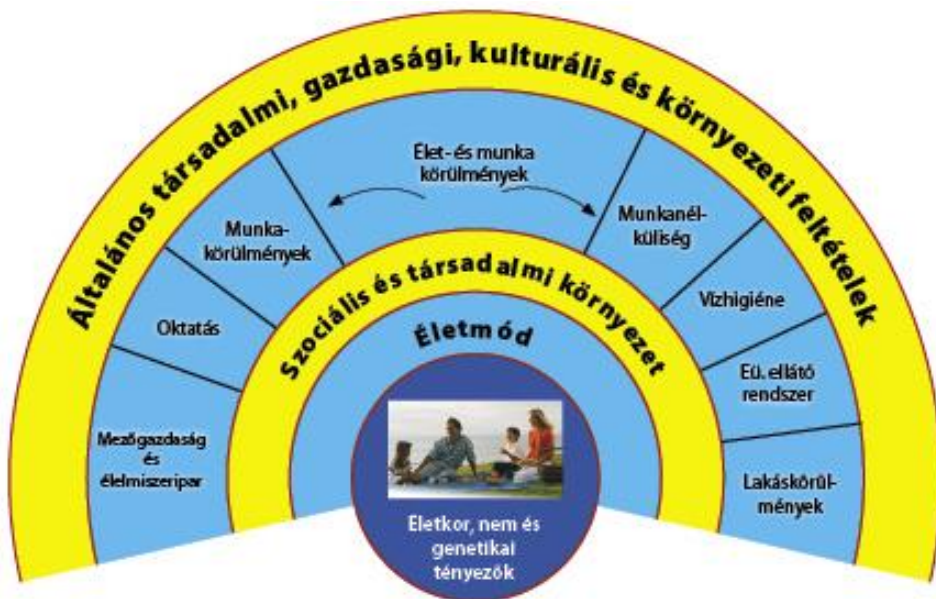 Általános társadalmi, gazdasági, kulturális és környezeti feltételek
Élet- és munka
körülmények
Munka-
körülmények
Munkanél-
küliség
Oktatás
Vízhigiéne
Mezőgazdaság
és
élelmiszeripar
Eü. ellátó
rendszer
Lakáskörül-
mények
Szociális és társadalmi környezet
Életmód
Életkor, nem és
genetikai
tényezők